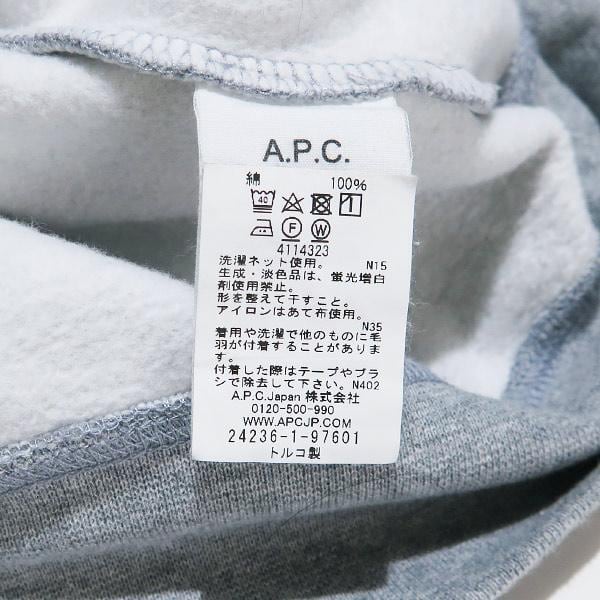 A.P.C.
綿 100%
40 1
F W
4114323
洗濯ネット使用。 N15
生成・淡色品は、蛍光増白
剤使用禁止。
形を整えて干すこと。
アイロンはあて布使用。
N35
着用や洗濯で他のものに毛
羽が付着することがありま
す。
付着した際はテープやブラ
シで除去して下さい。N402
A.P.C.Japan 株式会社
0120-500-990
WWW.APCJP.COM
24236-1-97601
トルコ製